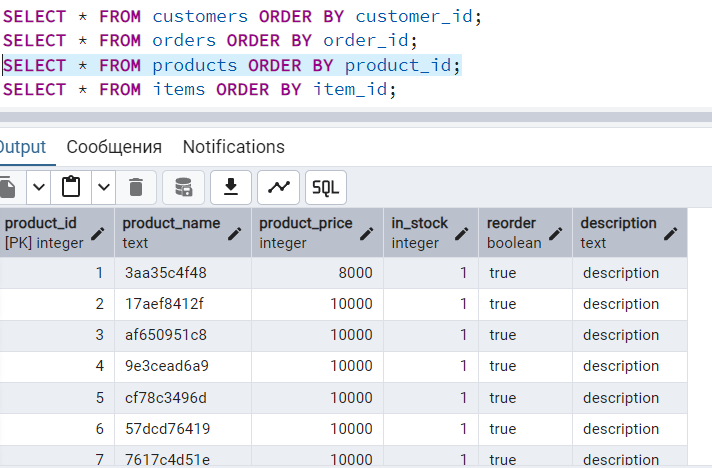 SELECT * FROM customers ORDER BY customer_id;
SELECT * FROM orders ORDER BY order_id;
SELECT * FROM products ORDER BY product_id;
SELECT * FROM items ORDER BY item_id;
Output Сообщения Notifications
SQL
product_id product_name product_price in_stock reorder description
[PK] integer text integer integer boolean text
1 3aa35c4f48 8000 1 true description
2 17aef8412f 10000 1 true description
3 af650951c8 10000 1 true description
4 9e3cead6a9 10000 1 true description
5 cf78c3496d 10000 1 true description
6 57dcd76419 10000 1 true description
7 7617c4d51e 10000 1 true description